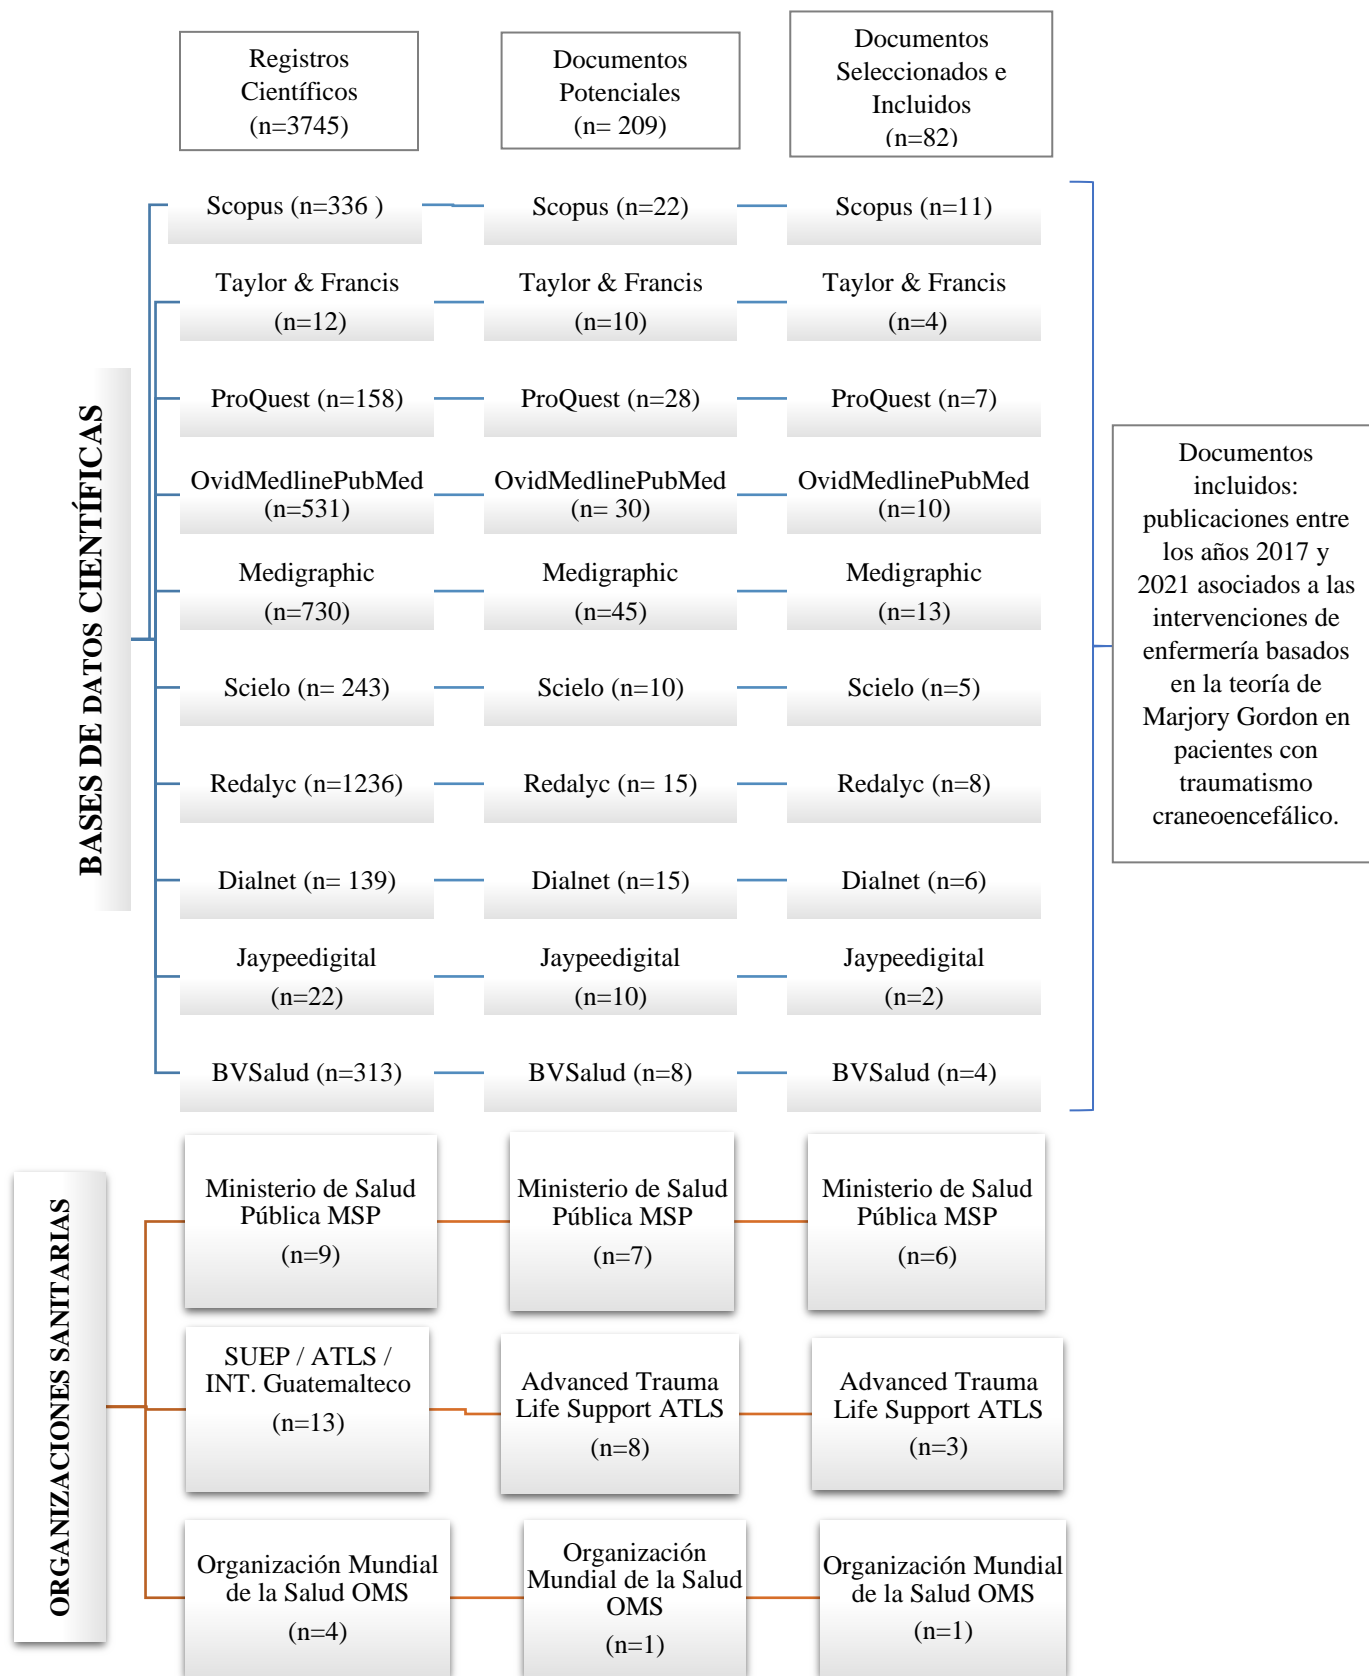 Registros
Científicos
(n=3745)
Documentos
Potenciales
(n= 209)
Documentos
Seleccionados e
Incluidos
(n=82)
BASES DE DATOS CIENTÍFICAS
Scopus (n=336 )
Scopus (n=22)
Scopus (n=11)
Taylor & Francis
(n=12)
Taylor & Francis
(n=10)
Taylor & Francis
(n=4)
ProQuest (n=158)
ProQuest (n=28)
ProQuest (n=7)
OvidMedlinePubMed
(n=531)
OvidMedlinePubMed
(n= 30)
OvidMedlinePubMed
(n=10)
Medigraphic
(n=730)
Medigraphic
(n=45)
Medigraphic
(n=13)
Scielo (n= 243)
Scielo (n=10)
Scielo (n=5)
Redalyc (n=1236)
Redalyc (n= 15)
Redalyc (n=8)
Dialnet (n= 139)
Dialnet (n=15)
Dialnet (n=6)
Jaypeedigital
(n=22)
Jaypeedigital
(n=10)
Jaypeedigital
(n=2)
BVSalud (n=313)
BVSalud (n=8)
BVSalud (n=4)
Documentos
incluidos:
publicaciones entre
los años 2017 y
2021 asociados a las
intervenciones de
enfermería basados
en la teoría de
Marjory Gordon en
pacientes con
traumatismo
craneoencefálico.
ORGANIZACIONES SANITARIAS
Ministerio de Salud
Pública MSP
(n=9)
Ministerio de Salud
Pública MSP
(n=7)
Ministerio de Salud
Pública MSP
(n=6)
SUEP / ATLS /
INT. Guatemalteco
(n=13)
Advanced Trauma
Life Support ATLS
(n=8)
Advanced Trauma
Life Support ATLS
(n=3)
Organización Mundial
de la Salud OMS
(n=4)
Organización
Mundial de la Salud
OMS
(n=1)
Organización Mundial
de la Salud OMS
(n=1)